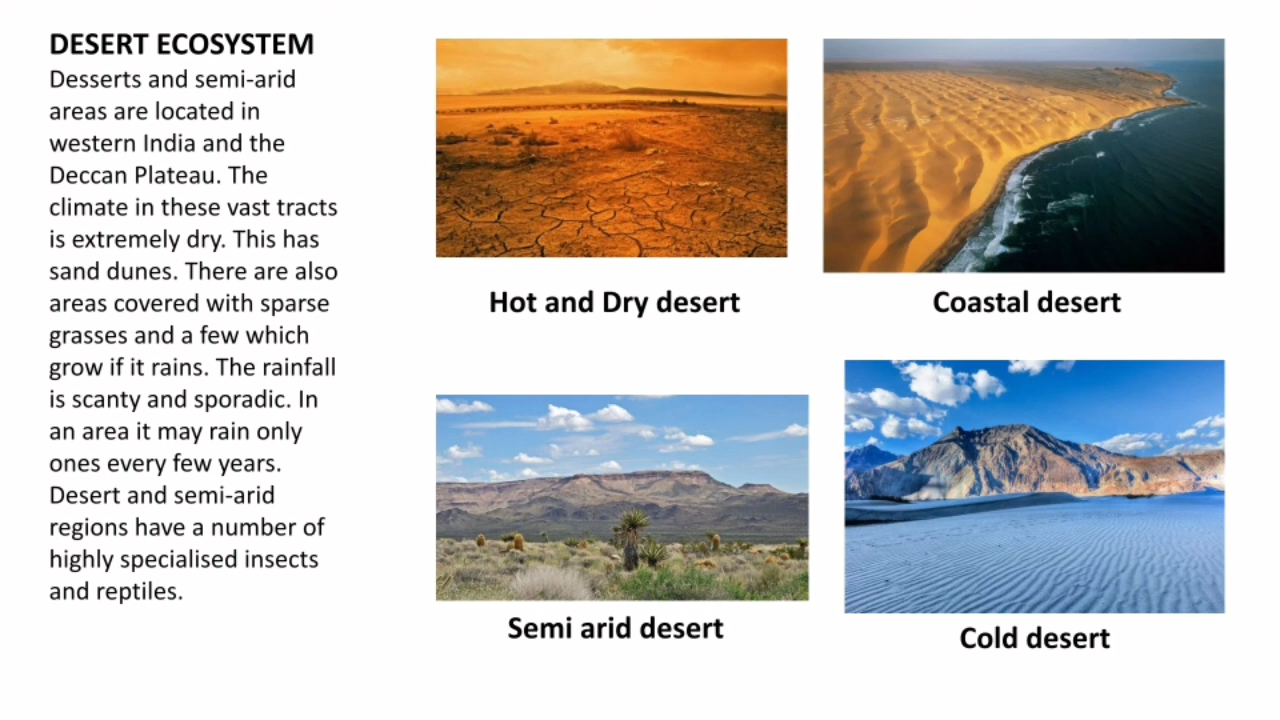 DESERT ECOSYSTEM
Desserts and semi-arid
areas are located in
western India and the
Deccan Plateau. The
climate in these vast tracts
is extremely dry. This has
sand dunes. There are also
areas covered with sparse
grasses and a few which
grow if it rains. The rainfall
is scanty and sporadic. In
an area it may rain only
ones every few years.
Desert and semi-arid
regions have a number of
highly specialised insects
and reptiles.
Hot and Dry desert
Coastal desert
Semi arid desert
Cold desert